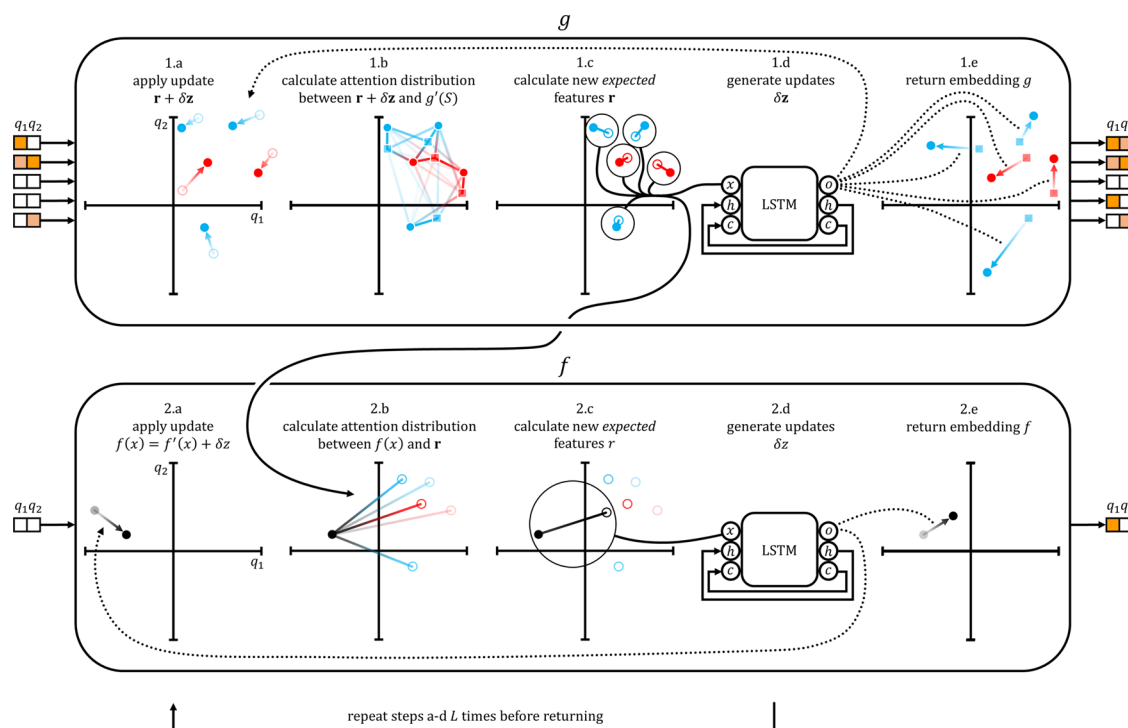 g
1.a
apply update
r + δz
1.b
calculate attention distribution
between r + δz and g′(S)
1.c
calculate new expected
features r
1.d
generate updates
δz
1.e
return embedding g
q₁q₂
q₂
q₁
x
h
c
LSTM
o
h
c
q₁q
f
2.a
apply update
f(x) = f′(x) + δz
2.b
calculate attention distribution
between f(x) and r
2.c
calculate new expected
features r
2.d
generate updates
δz
2.e
return embedding f
q₁q₂
q₂
q₁
x
h
c
LSTM
o
h
c
q₁q
repeat steps a-d L times before returning